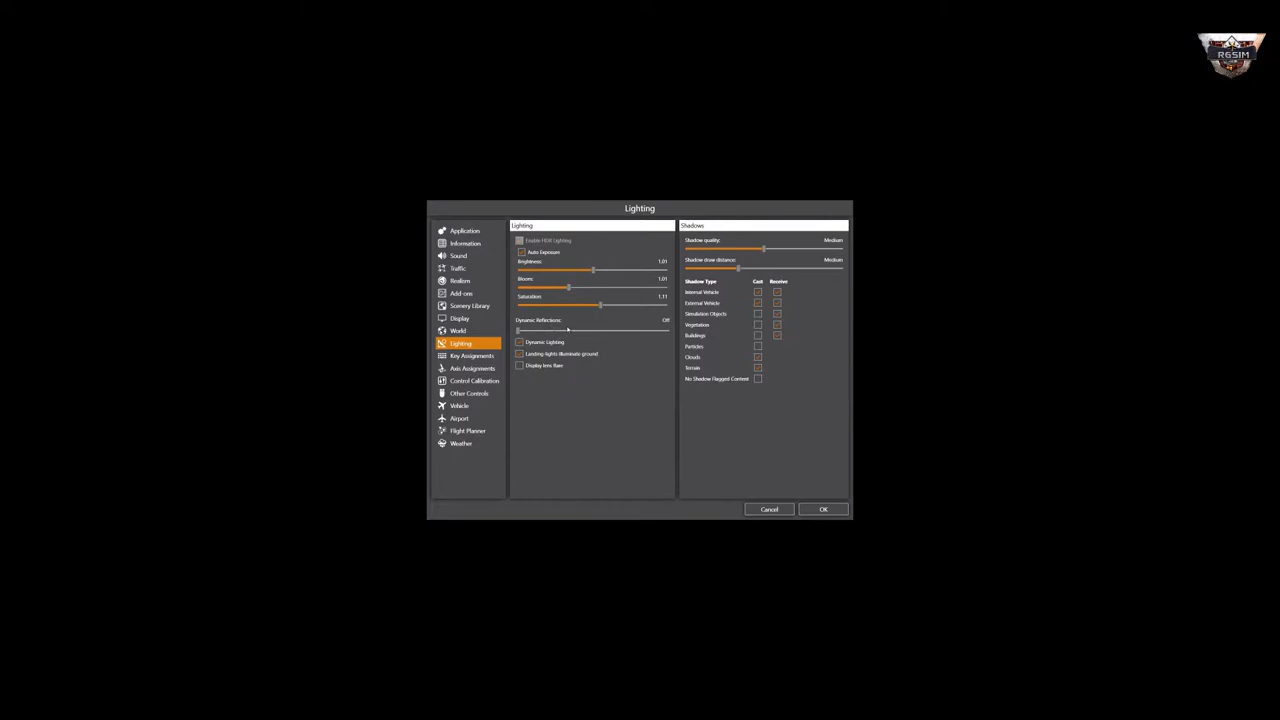 RGSIM
Lighting
Application
Information
Sound
Traffic
Realism
Add-ons
Scenery Library
Display
World
Lighting
Key Assignments
Axis Assignments
Control Calibration
Other Controls
Vehicle
Airport
Flight Planner
Weather
Lighting
Enable HDR Lighting
Auto Exposure
Brightness: 1.01
Bloom: 1.01
Saturation: 1.11
Dynamic Reflections: Off
Dynamic Lighting
Landing-lights illuminate ground
Display lens flare
Shadows
Shadow quality: Medium
Shadow draw distance: Medium
Shadow Type Cast Receive
Internal Vehicle
External Vehicle
Simulation Objects
Vegetation
Buildings
Particles
Clouds
Terrain
No Shadow Flagged Content
Cancel OK